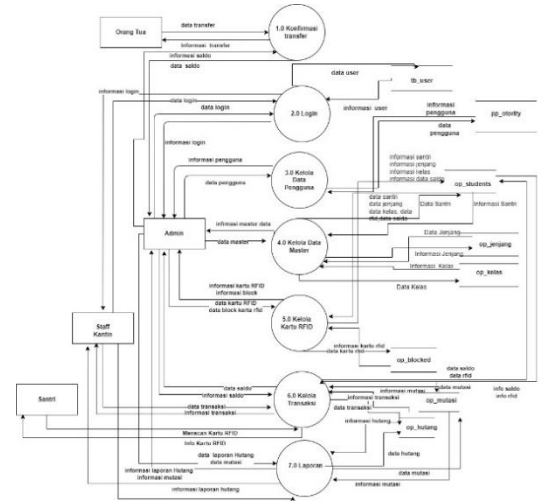 data transfer
Orang Tua
informasi transfer
1.0 Konfirmasi
transfer
informasi saldo
data saldo
data user
tb_user
informasi login
data login
2.0 Login
informasi user
informasi
pengguna
pp_otority
data
pengguna
data login
informasi login
informasi pengguna
3.0 Kelola
Data
Pengguna
data pengguna
informasi santri
informasi jenjang
informasi kelas
informasi data saldo
op_students
data santri
data jenjang
data kelas, data
rfid,data saldo
Data Santri
Informasi Santri
Admin
infirmasi master data
data master
4.0 Kelola Data
Master
Data Jenjang
op_jenjang
Informasi Jenjang
Informasi Kelas
op_kelas
Data Kelas
informasi kartu RFID
informasi block
data kartu RFID
data block kartu rfid
5.0 Kelola
Kartu RFID
Staff
Kantin
informasi kartu rfid
data kartu rfid
op_blocked
data saldo
data rfid
data saldo
informasi saldo
6.0 Kelola
Transaksi
informasi mutasi
data mutasi
info saldo
info rfid
Santri
data transaksi
informasi transaksi
informasi transaksi
data transaksi
op_mutasi
Menscan Kartu RFID
Info Kartu RFID
informasi hutang
op_hutang
data laporan Hutang
data mutasi
7.0 Laporan
data hutang
informasi laporan Hutang
informasi mutasi
data mutasi
informasi laporan hutang
informasi mutasi